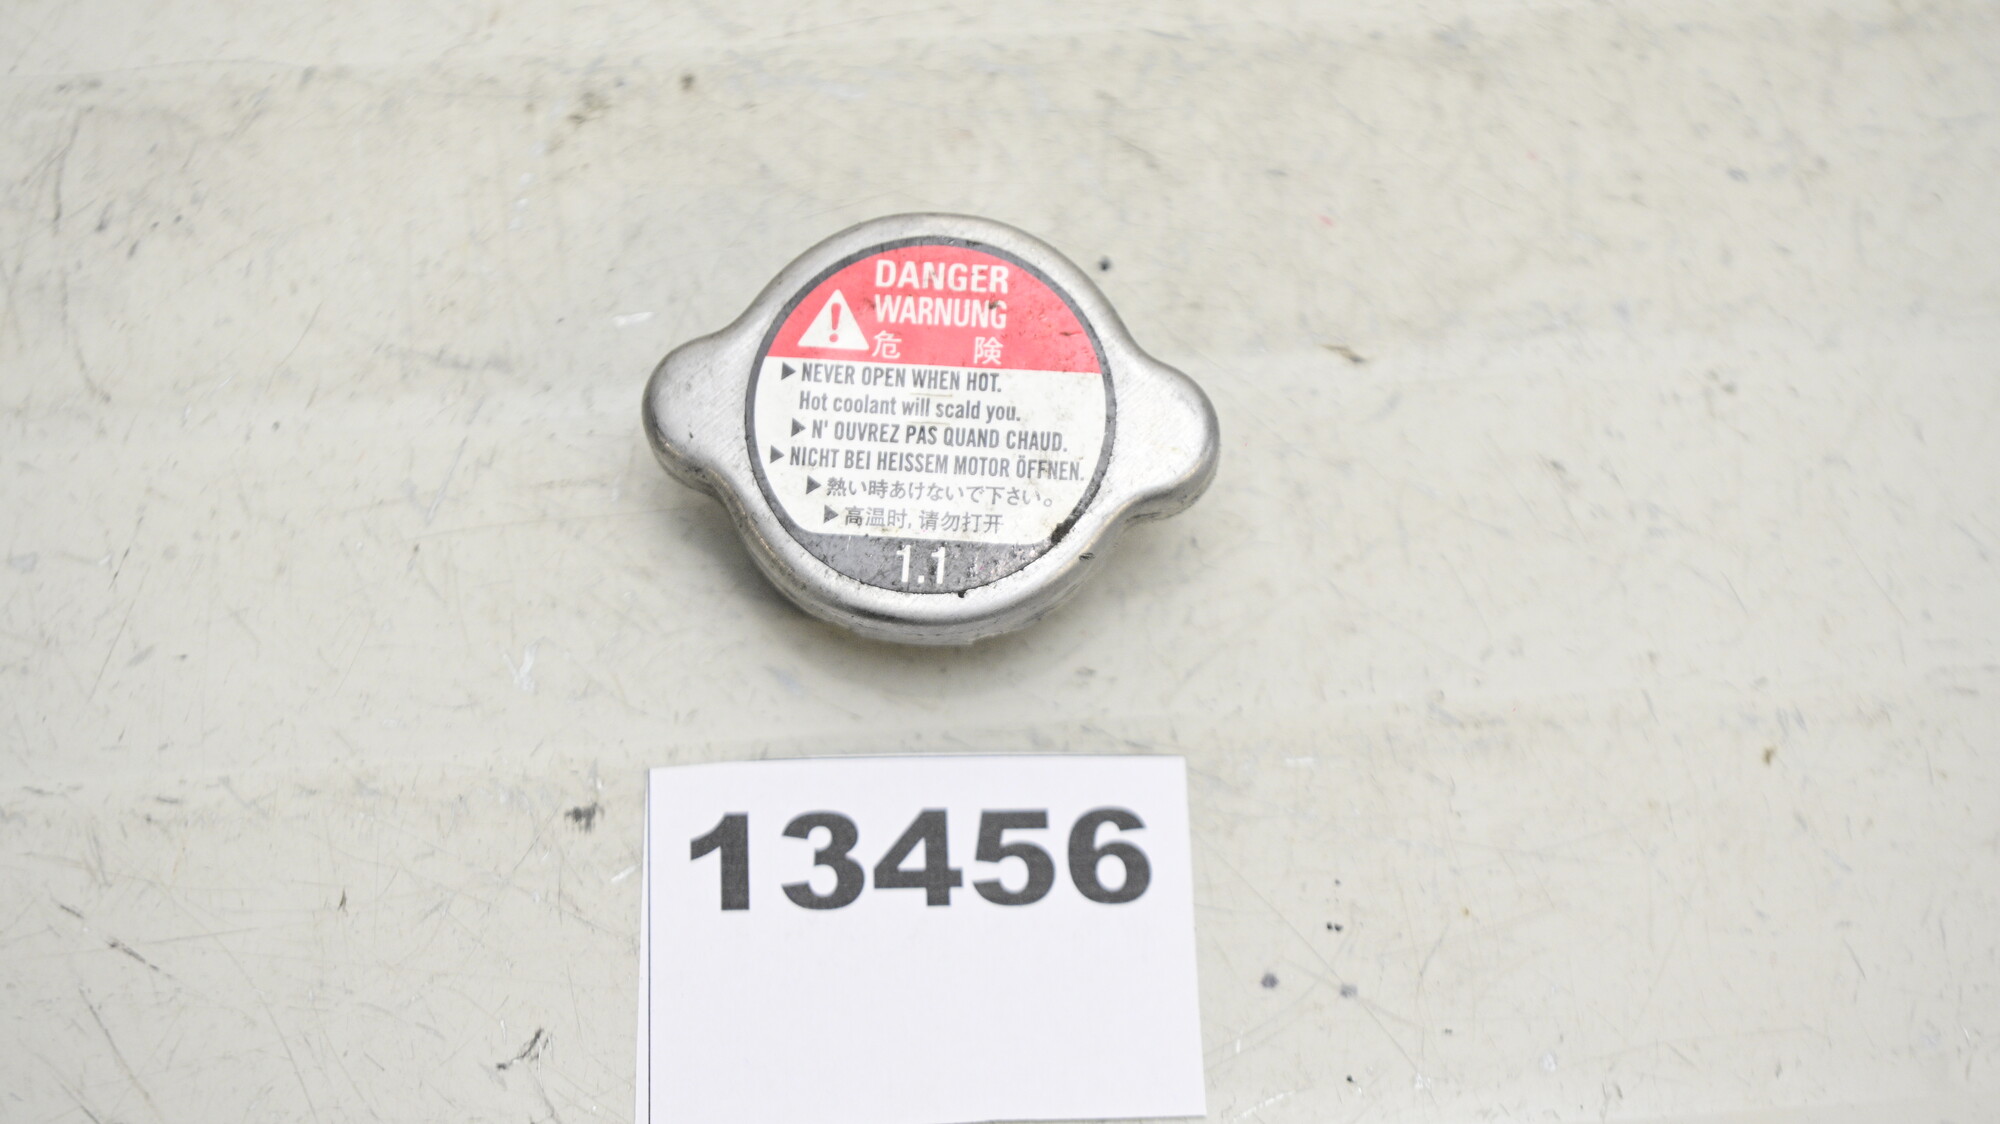 DANGER
WARNUNG
危 険
▶NEVER OPEN WHEN HOT.
Hot coolant will scald you.
▶N' OUVREZ PAS QUAND CHAUD.
▶NICHT BEI HEISSEM MOTOR ÖFFNEN.
▶熱い時あけないで下さい。
▶高温时, 请勿打开
1.1
13456